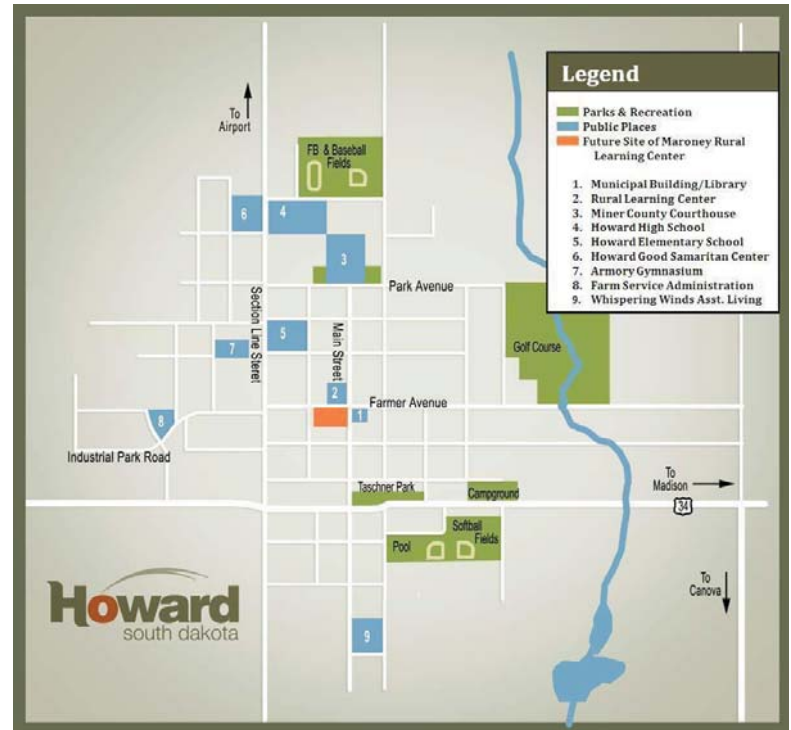 Legend
Parks & Recreation
Public Places
Future Site of Maroney Rural
Learning Center
1. Municipal Building/Library
2. Rural Learning Center
3. Miner County Courthouse
4. Howard High School
5. Howard Elementary School
6. Howard Good Samaritan Center
7. Armory Gymnasium
8. Farm Service Administration
9. Whispering Winds Asst. Living
To
Airport
FB & Baseball
Fields
6
4
3
Park Avenue
Section Line Steret
Main Street
5
7
Golf Course
2
Farmer Avenue
1
8
Industrial Park Road
Taschner Park
Campground
To
Madison
34
Softball
Fields
Pool
To
Canova
Howard
south dakota
9